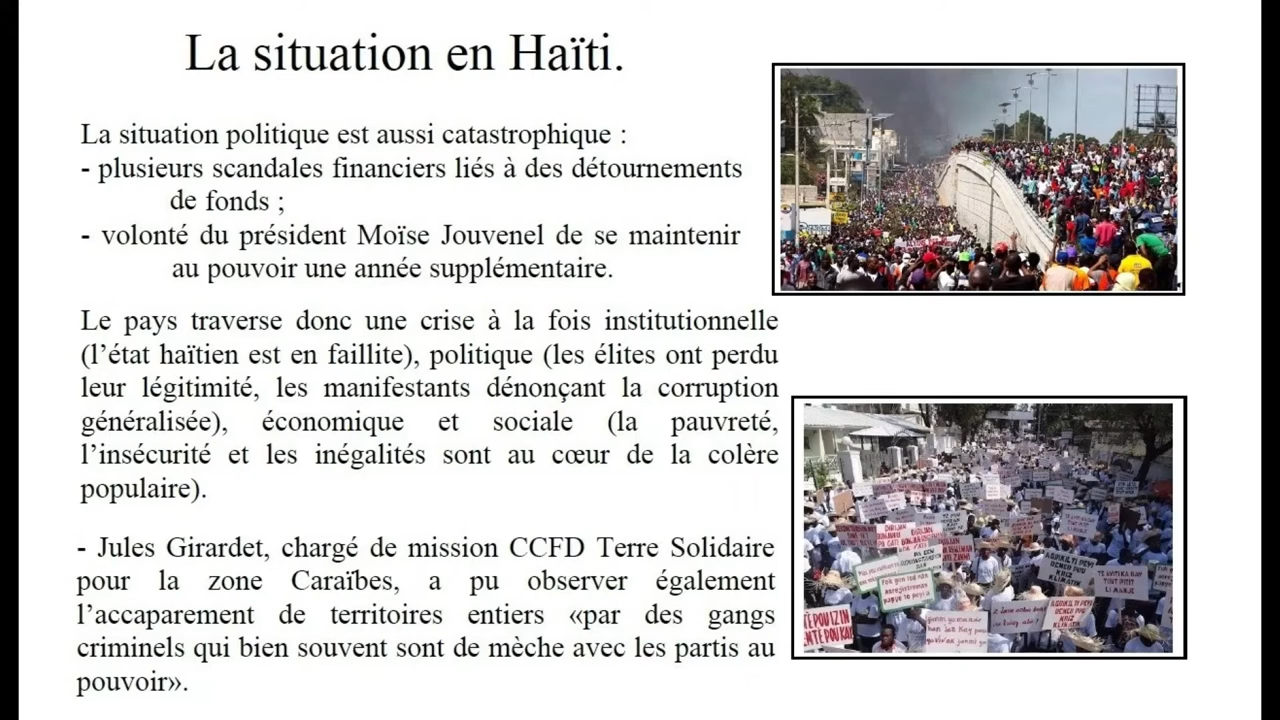 La situation en Haïti.
La situation politique est aussi catastrophique :
- plusieurs scandales financiers liés à des détournements
de fonds ;
- volonté du président Moïse Jouvenel de se maintenir
au pouvoir une année supplémentaire.
Le pays traverse donc une crise à la fois institutionnelle
(l’état haïtien est en faillite), politique (les élites ont perdu
leur légitimité, les manifestants dénonçant la corruption
généralisée), économique et sociale (la pauvreté,
l’insécurité et les inégalités sont au cœur de la colère
populaire).
- Jules Girardet, chargé de mission CCFD Terre Solidaire
pour la zone Caraïbes, a pu observer également
l’accaparement de territoires entiers «par des gangs
criminels qui bien souvent sont de mèche avec les partis au
pouvoir».